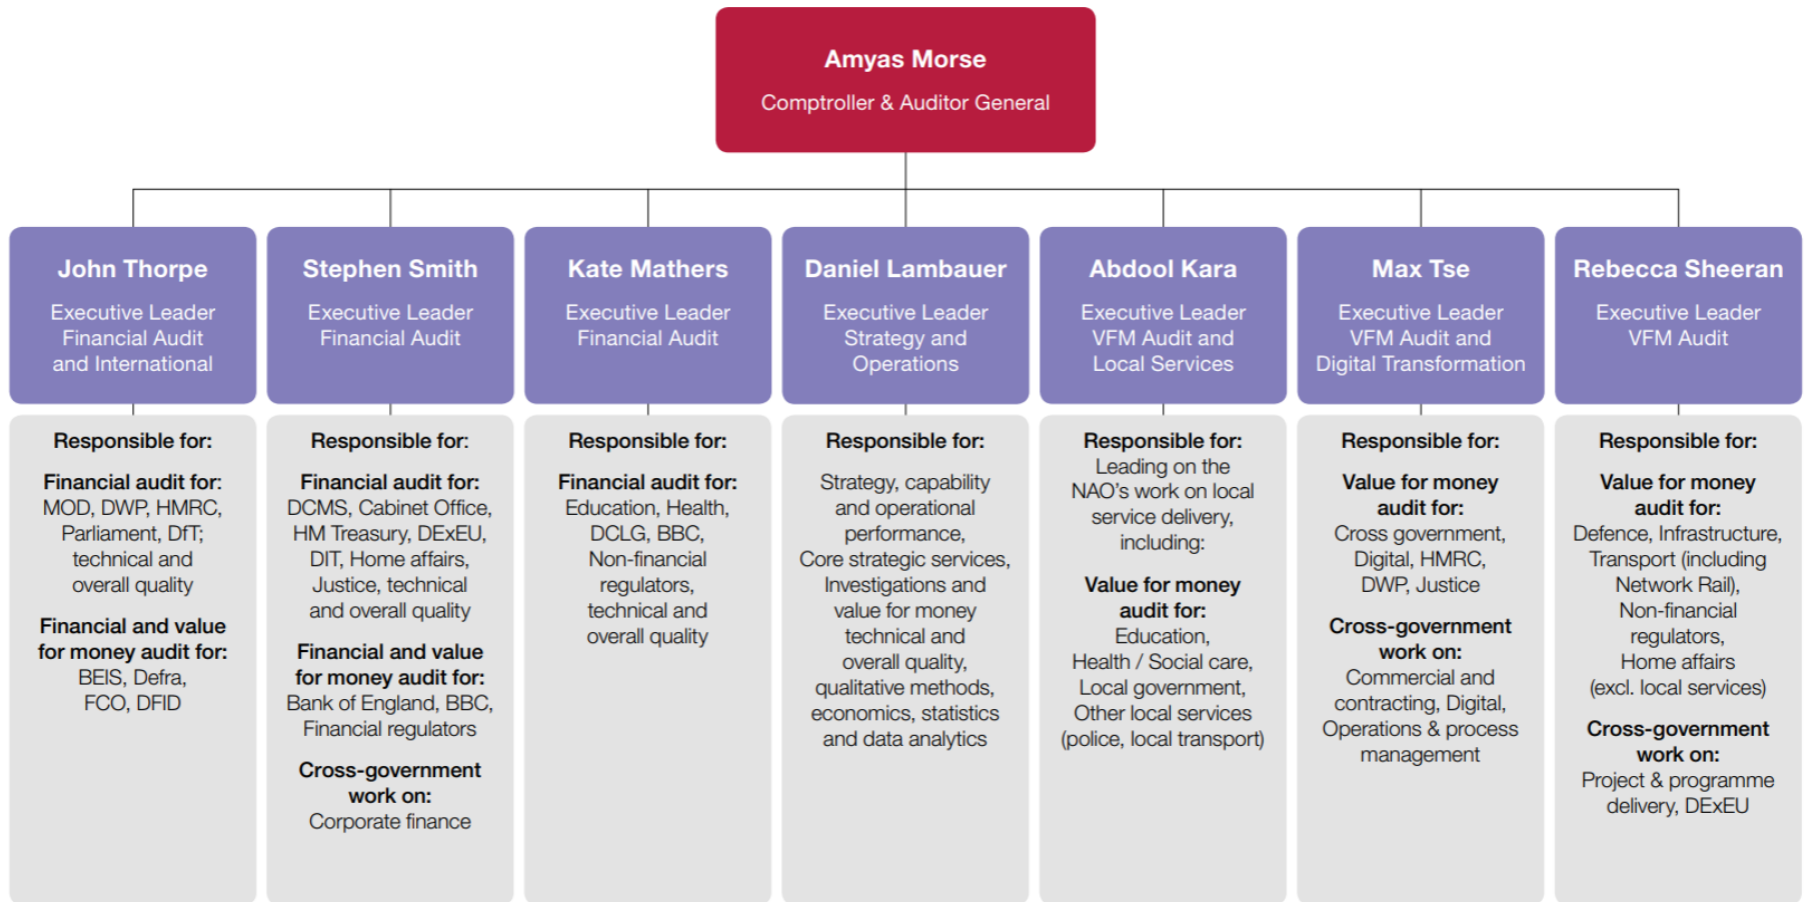 Amyas Morse
Comptroller & Auditor General
John Thorpe
Executive Leader
Financial Audit
and International
Responsible for:
Financial audit for:
MOD, DWP, HMRC,
Parliament, DfT;
technical and
overall quality
Financial and value
for money audit for:
BEIS, Defra,
FCO, DFID
Stephen Smith
Executive Leader
Financial Audit
Responsible for:
Financial audit for:
DCMS, Cabinet Office,
HM Treasury, DExEU,
DIT, Home affairs,
Justice, technical
and overall quality
Financial and value
for money audit for:
Bank of England, BBC,
Financial regulators
Cross-government
work on:
Corporate finance
Kate Mathers
Executive Leader
Financial Audit
Responsible for:
Financial audit for:
Education, Health,
DCLG, BBC,
Non-financial
regulators,
technical and
overall quality
Daniel Lambauer
Executive Leader
Strategy and
Operations
Responsible for:
Strategy, capability
and operational
performance,
Core strategic services,
Investigations and
value for money
technical and
overall quality,
qualitative methods,
economics, statistics
and data analytics
Abdool Kara
Executive Leader
VFM Audit and
Local Services
Responsible for:
Leading on the
NAO's work on local
service delivery,
including:
Value for money
audit for:
Education,
Health / Social care,
Local government,
Other local services
(police, local transport)
Max Tse
Executive Leader
VFM Audit and
Digital Transformation
Responsible for:
Value for money
audit for:
Cross government,
Digital, HMRC,
DWP, Justice
Cross-government
work on:
Commercial and
contracting, Digital,
Operations & process
management
Rebecca Sheeran
Executive Leader
VFM Audit
Responsible for:
Value for money
audit for:
Defence, Infrastructure,
Transport (including
Network Rail),
Non-financial
regulators,
Home affairs
(excl. local services)
Cross-government
work on:
Project & programme
delivery, DExEU